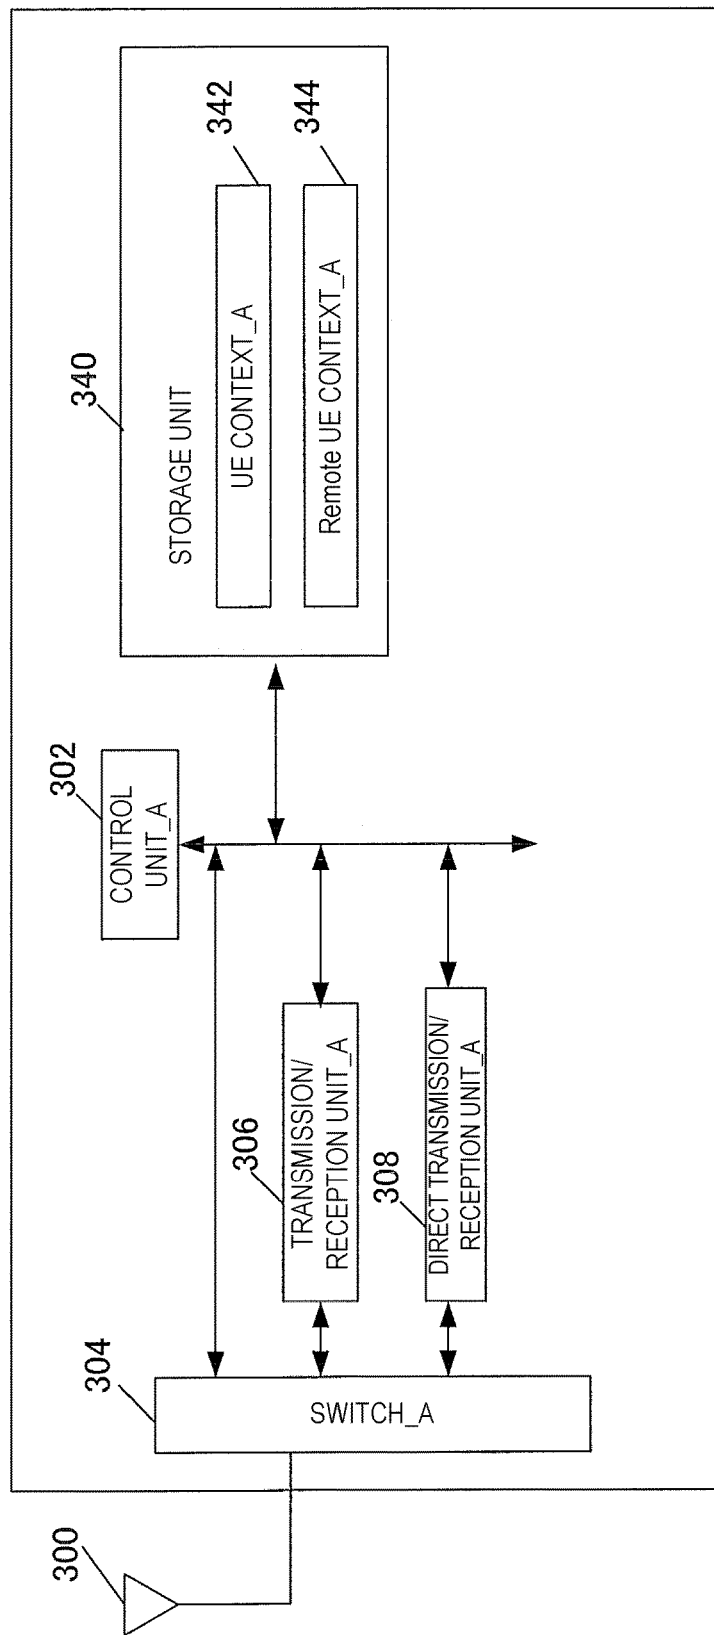 300
304
SWITCH_A
306
TRANSMISSION/
RECEPTION UNIT_A
308
DIRECT TRANSMISSION/
RECEPTION UNIT_A
302
CONTROL
UNIT_A
340
STORAGE UNIT
342
UE CONTEXT_A
344
Remote UE CONTEXT_A